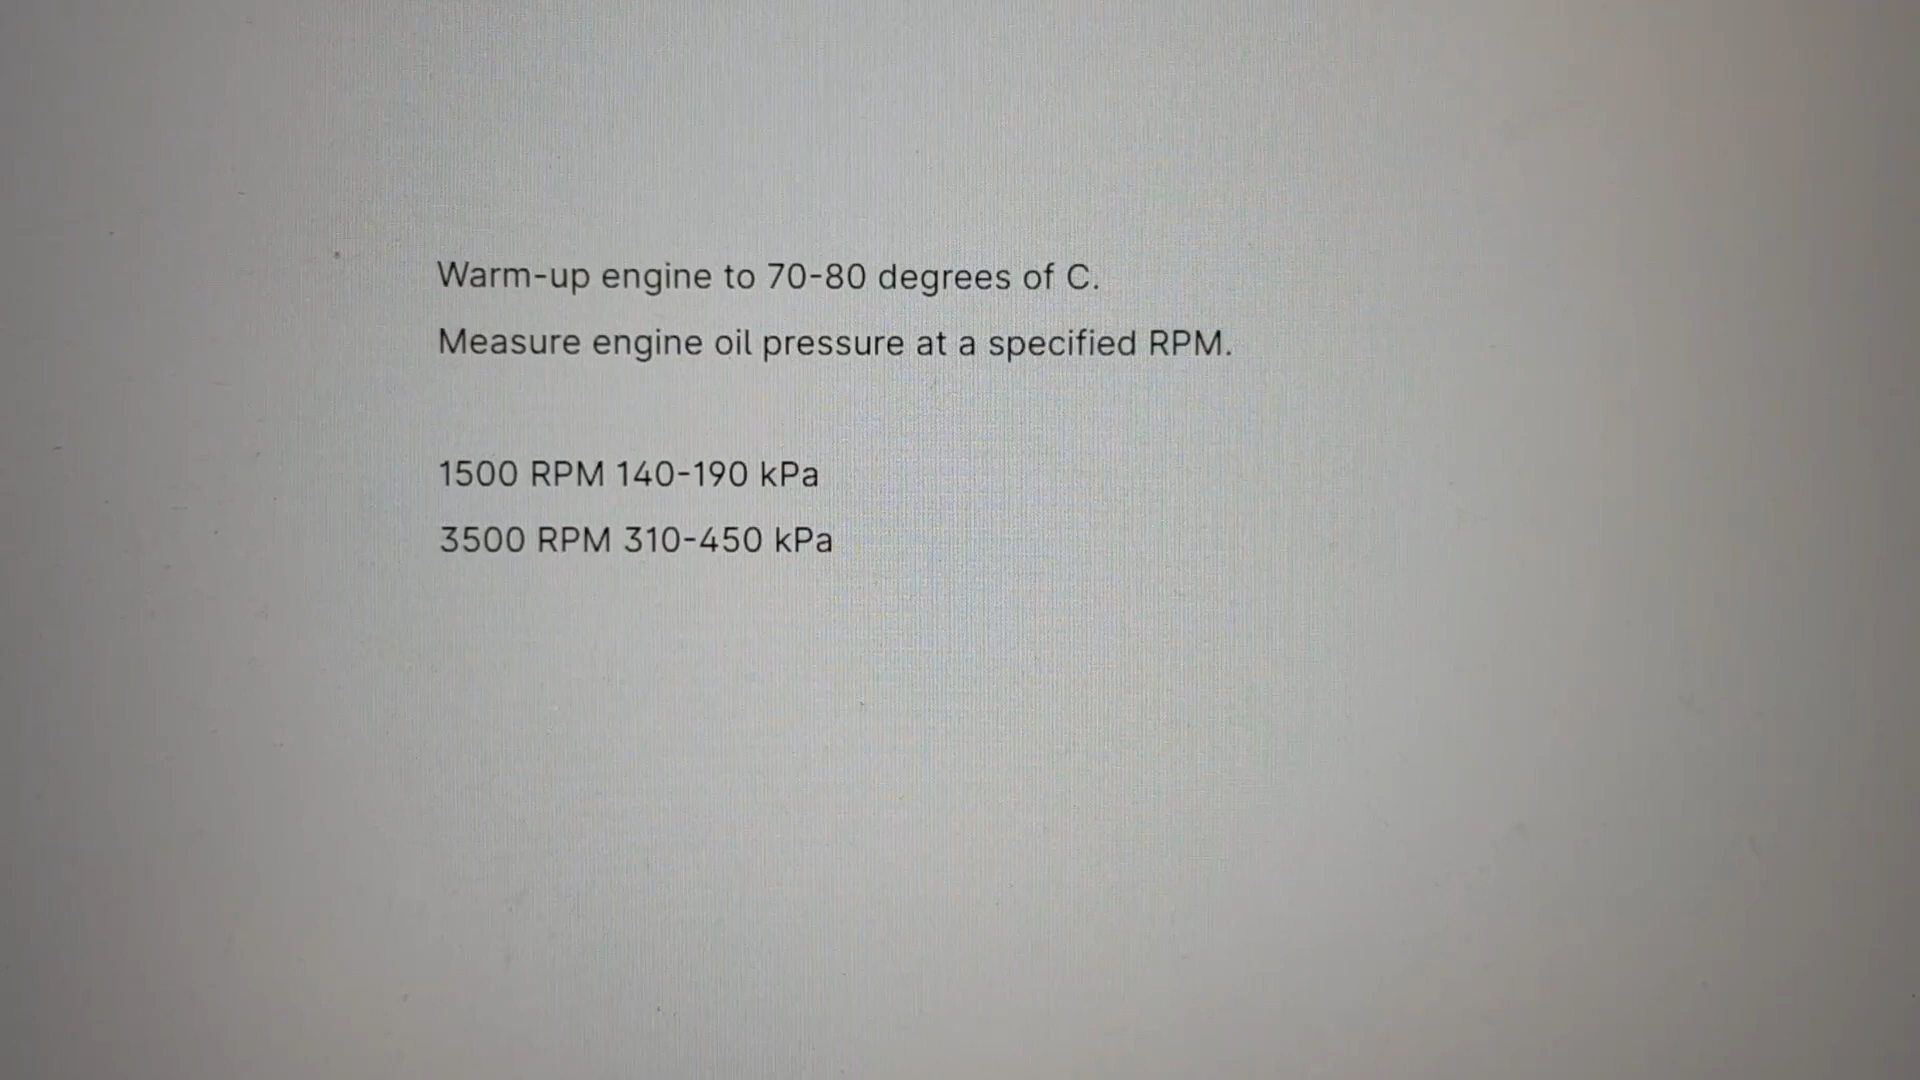 Warm-up engine to 70-80 degrees of C.
Measure engine oil pressure at a specified RPM.
1500 RPM 140-190 kPa
3500 RPM 310-450 kPa